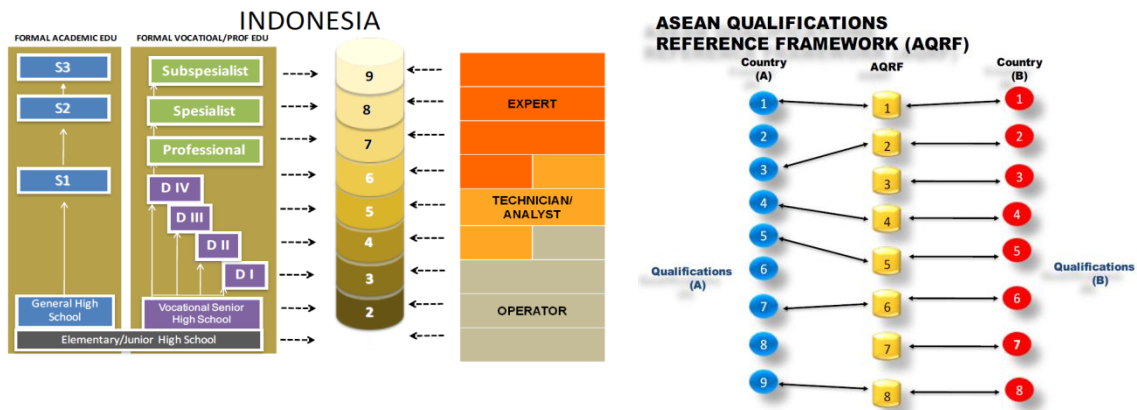 INDONESIA
FORMAL ACADEMIC EDU
FORMAL VOCATIOAL/PROF EDU
S3
S2
S1
General High
School
Subspesialist
Spesialist
Professional
D IV
D III
D II
D I
Vocational Senior
High School
Elementary/Junior High School
9
8
7
6
5
4
3
2
EXPERT
TECHNICIAN/
ANALYST
OPERATOR
ASEAN QUALIFICATIONS
REFERENCE FRAMEWORK (AQRF)
Country
(A)
AQRF
Country
(B)
1
2
3
4
5
6
7
8
9
Qualifications
(A)
1
2
3
4
5
6
7
8
1
2
3
4
5
6
7
8
Qualifications
(B)